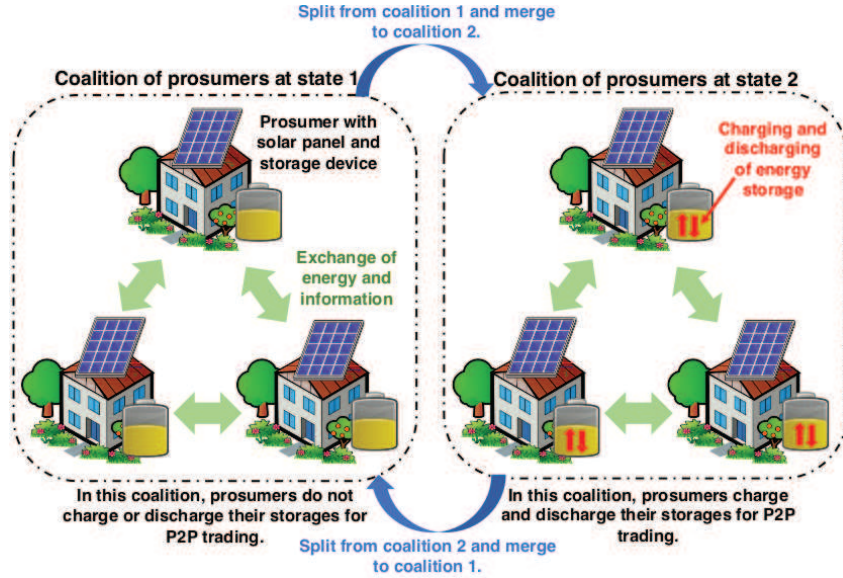 Split from coalition 1 and merge
to coalition 2.
Coalition of prosumers at state 1
Coalition of prosumers at state 2
Prosumer with
solar panel and
storage device
Charging and
discharging
of energy
storage
Exchange of
energy and
information
In this coalition, prosumers do not
charge or discharge their storages for
P2P trading.
In this coalition, prosumers charge
and discharge their storages for P2P
trading.
Split from coalition 2 and merge
to coalition 1.